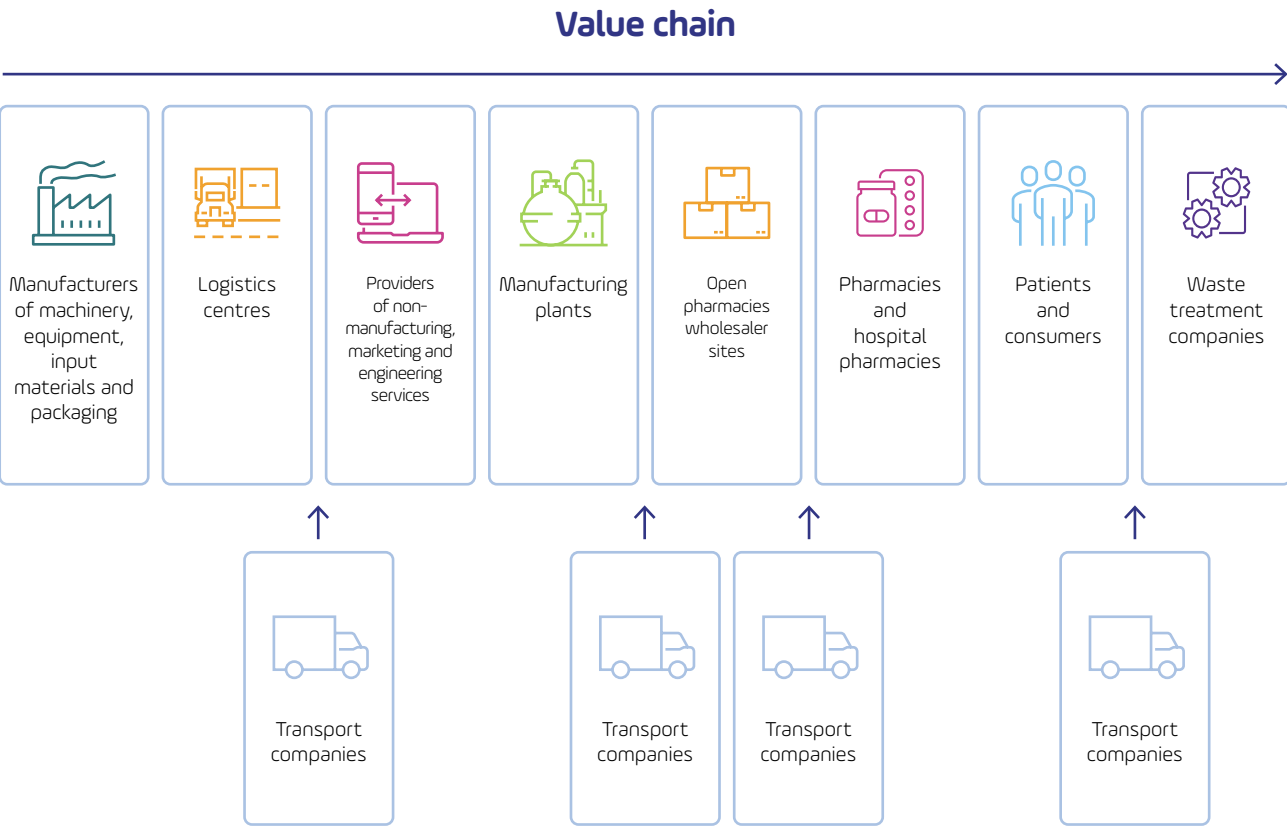 Value chain
Manufacturers
of machinery,
equipment,
input
materials and
packaging
Logistics
centres
Providers
of non-
manufacturing,
marketing and
engineering
services
Manufacturing
plants
Open
pharmacies
wholesaler
sites
Pharmacies
and
hospital
pharmacies
Patients
and
consumers
Waste
treatment
companies
Transport
companies
Transport
companies
Transport
companies
Transport
companies